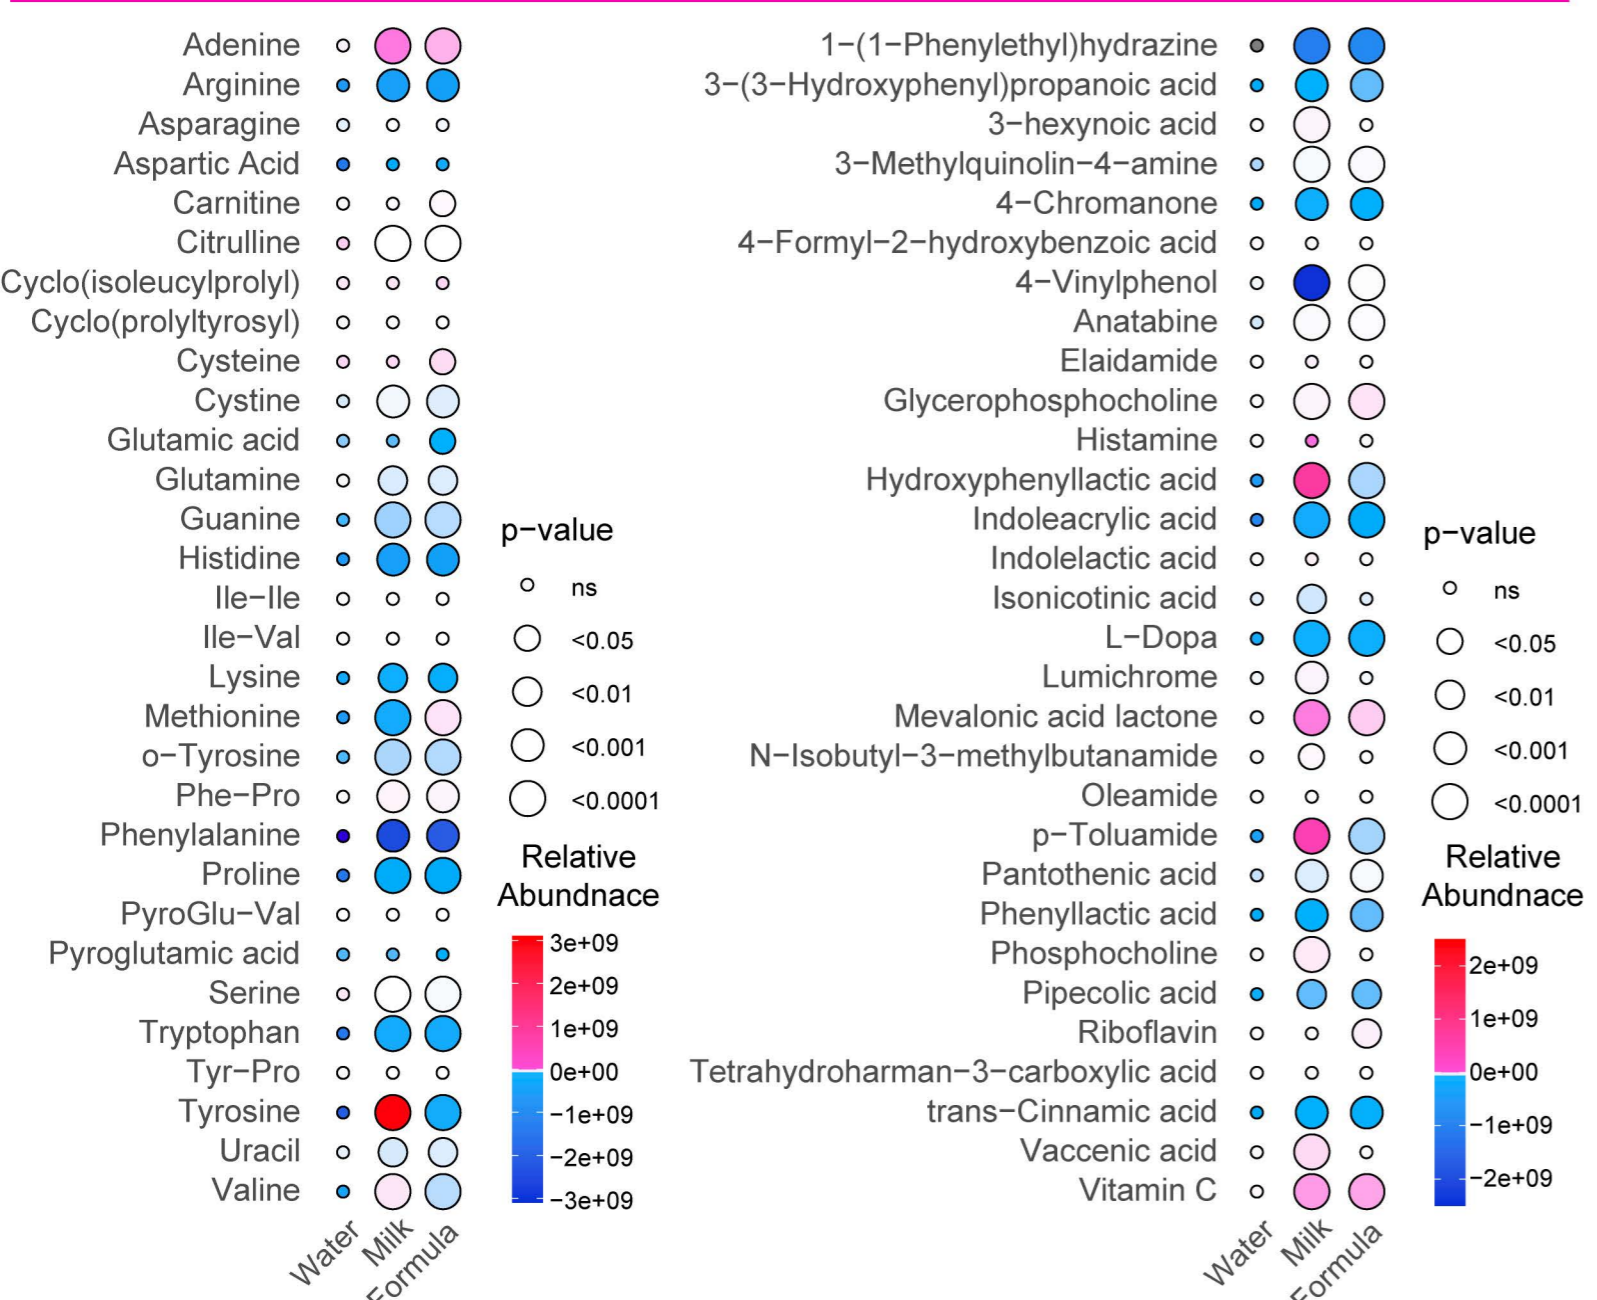 Adenine
Arginine
Asparagine
Aspartic Acid
Carnitine
Citrulline
Cyclo(isoleucylprolyl)
Cyclo(prolyltyrosyl)
Cysteine
Cystine
Glutamic acid
Glutamine
Guanine
Histidine
Ile−Ile
Ile−Val
Lysine
Methionine
o−Tyrosine
Phe−Pro
Phenylalanine
Proline
PyroGlu−Val
Pyroglutamic acid
Serine
Tryptophan
Tyr−Pro
Tyrosine
Uracil
Valine
Water
Milk
Formula
p−value
ns
<0.05
<0.01
<0.001
<0.0001
Relative
Abundnace
3e+09
2e+09
1e+09
0e+00
−1e+09
−2e+09
−3e+09
1−(1−Phenylethyl)hydrazine
3−(3−Hydroxyphenyl)propanoic acid
3−hexynoic acid
3−Methylquinolin−4−amine
4−Chromanone
4−Formyl−2−hydroxybenzoic acid
4−Vinylphenol
Anatabine
Elaidamide
Glycerophosphocholine
Histamine
Hydroxyphenyllactic acid
Indoleacrylic acid
Indolelactic acid
Isonicotinic acid
L−Dopa
Lumichrome
Mevalonic acid lactone
N−Isobutyl−3−methylbutanamide
Oleamide
p−Toluamide
Pantothenic acid
Phenyllactic acid
Phosphocholine
Pipecolic acid
Riboflavin
Tetrahydroharman−3−carboxylic acid
trans−Cinnamic acid
Vaccenic acid
Vitamin C
Water
Milk
Formula
p−value
ns
<0.05
<0.01
<0.001
<0.0001
Relative
Abundnace
2e+09
1e+09
0e+00
−1e+09
−2e+09